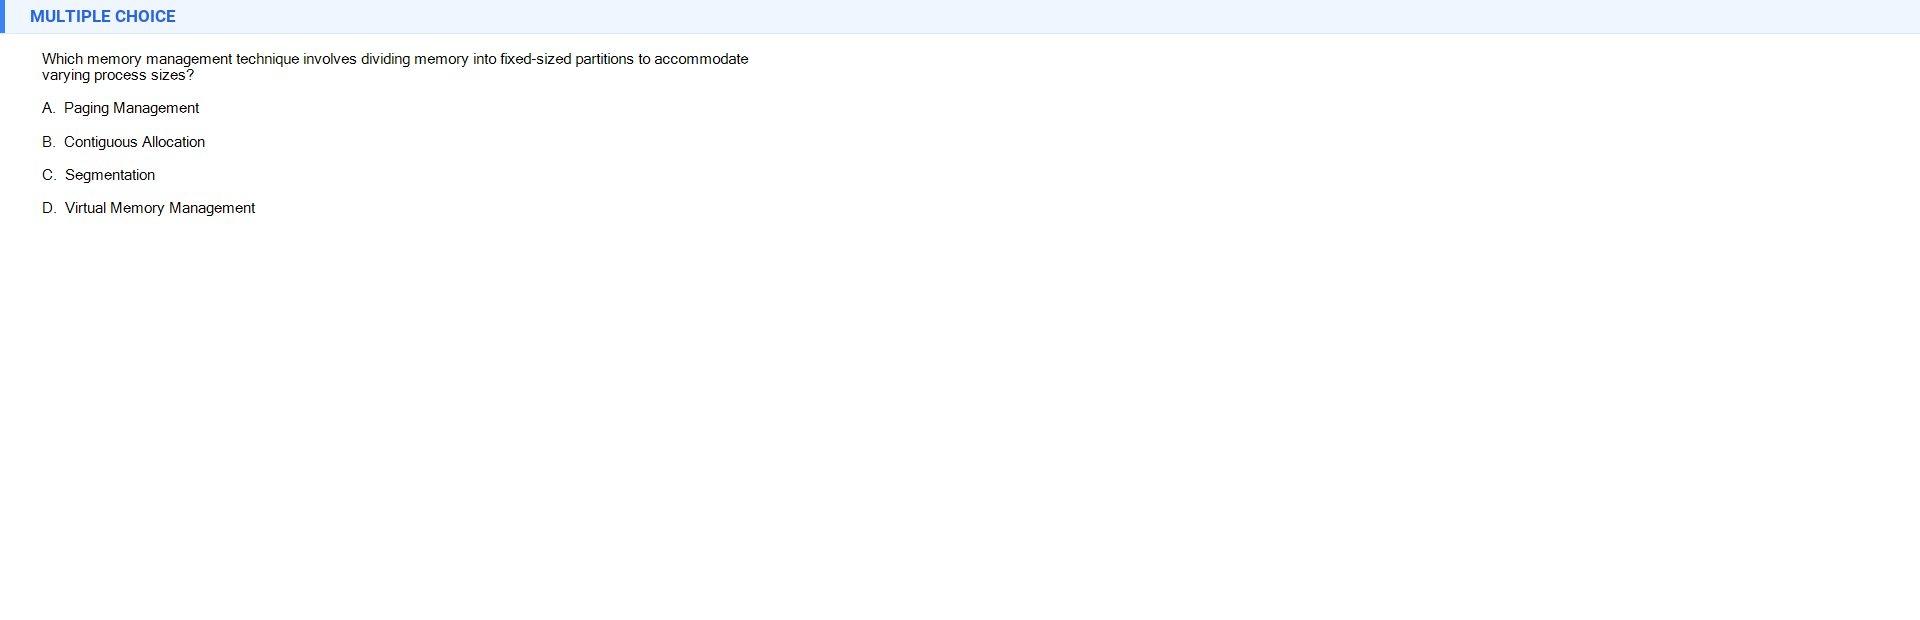 MULTIPLE CHOICE
Which memory management technique involves dividing memory into fixed-sized partitions to accommodate
varying process sizes?
A. Paging Management
B. Contiguous Allocation
C. Segmentation
D. Virtual Memory Management